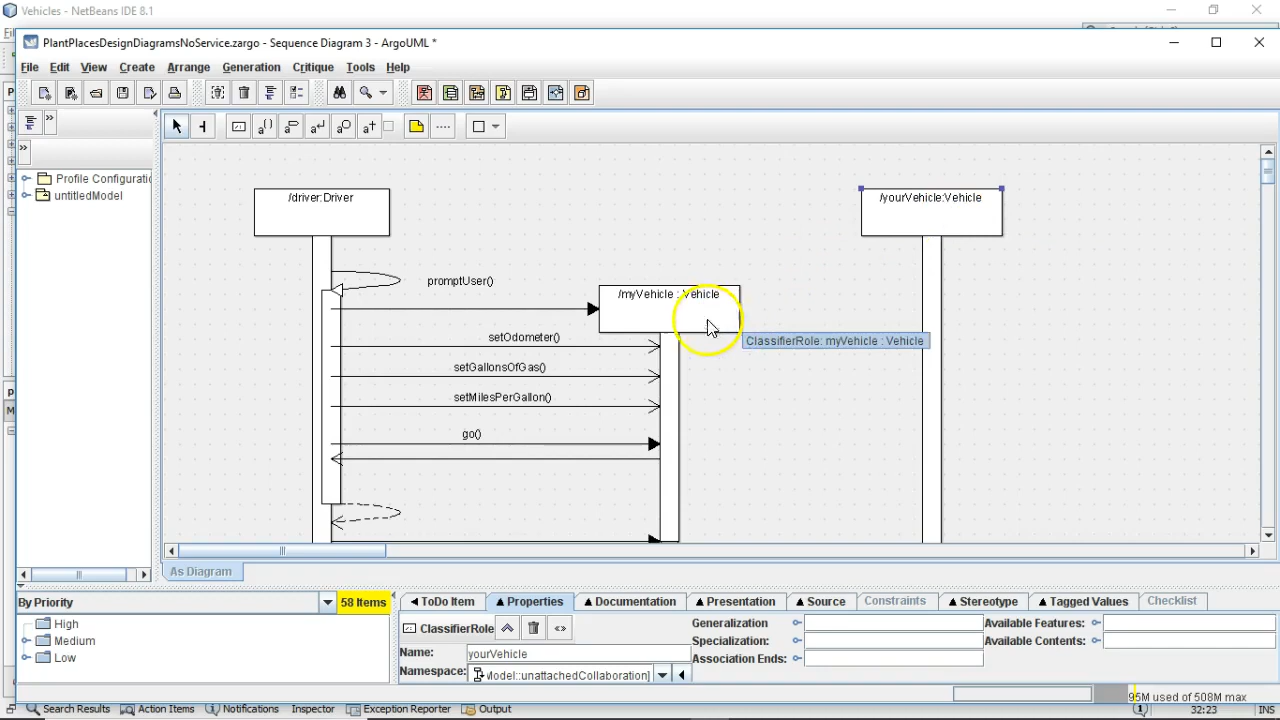 Vehicles - NetBeans IDE 8.1
PlantPlacesDesignDiagramsNoService.zargo - Sequence Diagram 3 - ArgoUML *
File Edit View Create Arrange Generation Critique Tools Help
Profile Configuratio
untitledModel
/driver:Driver
/yourVehicle:Vehicle
promptUser()
/myVehicle : Vehicle
setOdometer()
ClassifierRole: myVehicle : Vehicle
setGallonsOfGas()
setMilesPerGallon()
go()
As Diagram
By Priority
58 Items
High
Medium
Low
ToDo Item Properties Documentation Presentation Source Constraints Stereotype Tagged Values Checklist
ClassifierRole
Name: yourVehicle
Namespace: Model::unattachedCollaboration]
Generalization
Specialization:
Association Ends:
Available Features:
Available Contents:
95M used of 508M max
Search Results Action Items Notifications Inspector Exception Reporter Output 32:23 INS